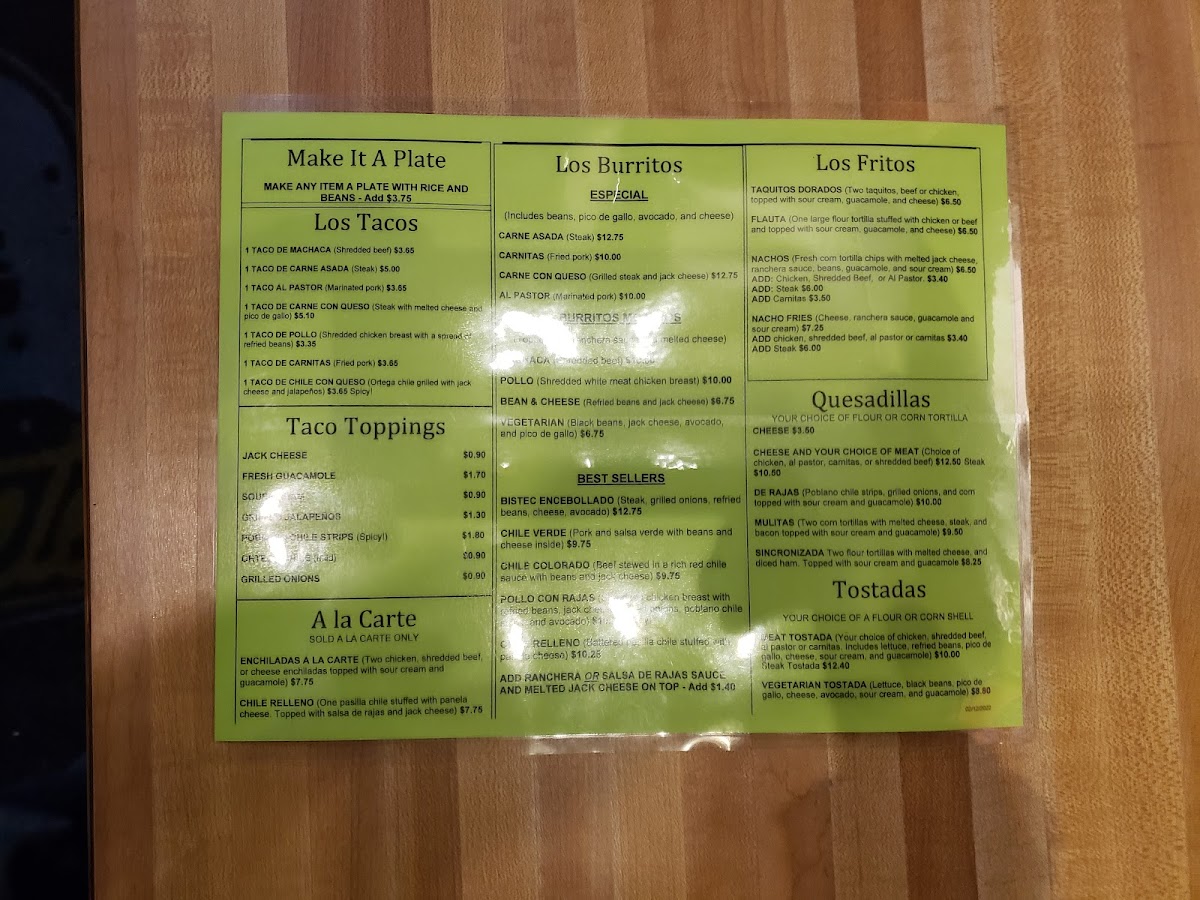 Make It A Plate
MAKE ANY ITEM A PLATE WITH RICE AND
BEANS - Add $3.75
Los Tacos
1 TACO DE MACHACA (Shredded beef) $3.65
1 TACO DE CARNE ASADA (Steak) $5.00
1 TACO AL PASTOR (Marinated pork) $3.65
1 TACO DE CARNE CON QUESO (Steak with melted cheese and
pico de gallo) $5.10
1 TACO DE POLLO (Shredded chicken breast with a spread of
refried beans) $3.35
1 TACO DE CARNITAS (Fried pork) $3.65
1 TACO DE CHILE CON QUESO (Ortega chile grilled with jack
cheese and jalapeños) $3.65 Spicy!
Taco Toppings
JACK CHEESE $0.90
FRESH GUACAMOLE $1.70
$0.90
JALAPEÑOS $1.30
CHILE STRIPS (Spicy!) $1.80
$0.90
GRILLED ONIONS $0.90
A la Carte
SOLD A LA CARTE ONLY
ENCHILADAS A LA CARTE (Two chicken, shredded beef,
or cheese enchiladas topped with sour cream and
guacamole) $7.75
CHILE RELLENO (One pasilla chile stuffed with panela
cheese. Topped with salsa de rajas and jack cheese) $7.75
Los Burritos
ESPECIAL
(Includes beans, pico de gallo, avocado, and cheese)
CARNE ASADA (Steak) $12.75
CARNITAS (Fried pork) $10.00
CARNE CON QUESO (Grilled steak and jack cheese) $12.75
AL PASTOR (Marinated pork) $10.00
BURRITOS
melted cheese)
(Shredded beef)
POLLO (Shredded white meat chicken breast) $10.00
BEAN & CHEESE (Refried beans and jack cheese) $6.75
VEGETARIAN (Black beans, jack cheese, avocado,
and pico de gallo) $6.75
BEST SELLERS
BISTEC ENCEBOLLADO (Steak, grilled onions, refried
beans, cheese, avocado) $12.75
CHILE VERDE (Pork and salsa verde with beans and
cheese inside) $9.75
CHILE COLORADO (Beef stewed in a rich red chile
sauce with beans and jack cheese) $9.75
POLLO CON RAJAS chicken breast with
refried beans, jack onions, poblano chile
and avocado)
RELLENO (Battered pasilla chile stuffed with
cheese) $10.25
ADD RANCHERA OR SALSA DE RAJAS SAUCE
AND MELTED JACK CHEESE ON TOP - Add $1.40
Los Fritos
TAQUITOS DORADOS (Two taquitos, beef or chicken,
topped with sour cream, guacamole, and cheese) $6.50
FLAUTA (One large flour tortilla stuffed with chicken or beef
and topped with sour cream, guacamole, and cheese) $6.50
NACHOS (Fresh corn tortilla chips with melted jack cheese,
ranchera sauce, beans, guacamole, and sour cream) $6.50
ADD: Chicken, Shredded Beef, or Al Pastor. $3.40
ADD: Steak $6.00
ADD Carnitas $3.50
NACHO FRIES (Cheese, ranchera sauce, guacamole and
sour cream) $7.25
ADD chicken, shredded beef, al pastor or carnitas $3.40
ADD Steak $6.00
Quesadillas
YOUR CHOICE OF FLOUR OR CORN TORTILLA
CHEESE $3.50
CHEESE AND YOUR CHOICE OF MEAT (Choice of
chicken, al pastor, carnitas, or shredded beef) $12.50 Steak
$10.50
DE RAJAS (Poblano chile strips, grilled onions, and corn
topped with sour cream and guacamole) $10.00
MULITAS (Two corn tortillas with melted cheese, steak, and
bacon topped with sour cream and guacamole) $9.50
SINCRONIZADA Two flour tortillas with melted cheese, and
diced ham. Topped with sour cream and guacamole $8.25
Tostadas
YOUR CHOICE OF A FLOUR OR CORN SHELL
MEAT TOSTADA (Your choice of chicken, shredded beef,
al pastor or carnitas. Includes lettuce, refried beans, pico de
gallo, cheese, sour cream, and guacamole) $10.00
Steak Tostada $12.40
VEGETARIAN TOSTADA (Lettuce, black beans, pico de
gallo, cheese, avocado, sour cream, and guacamole)